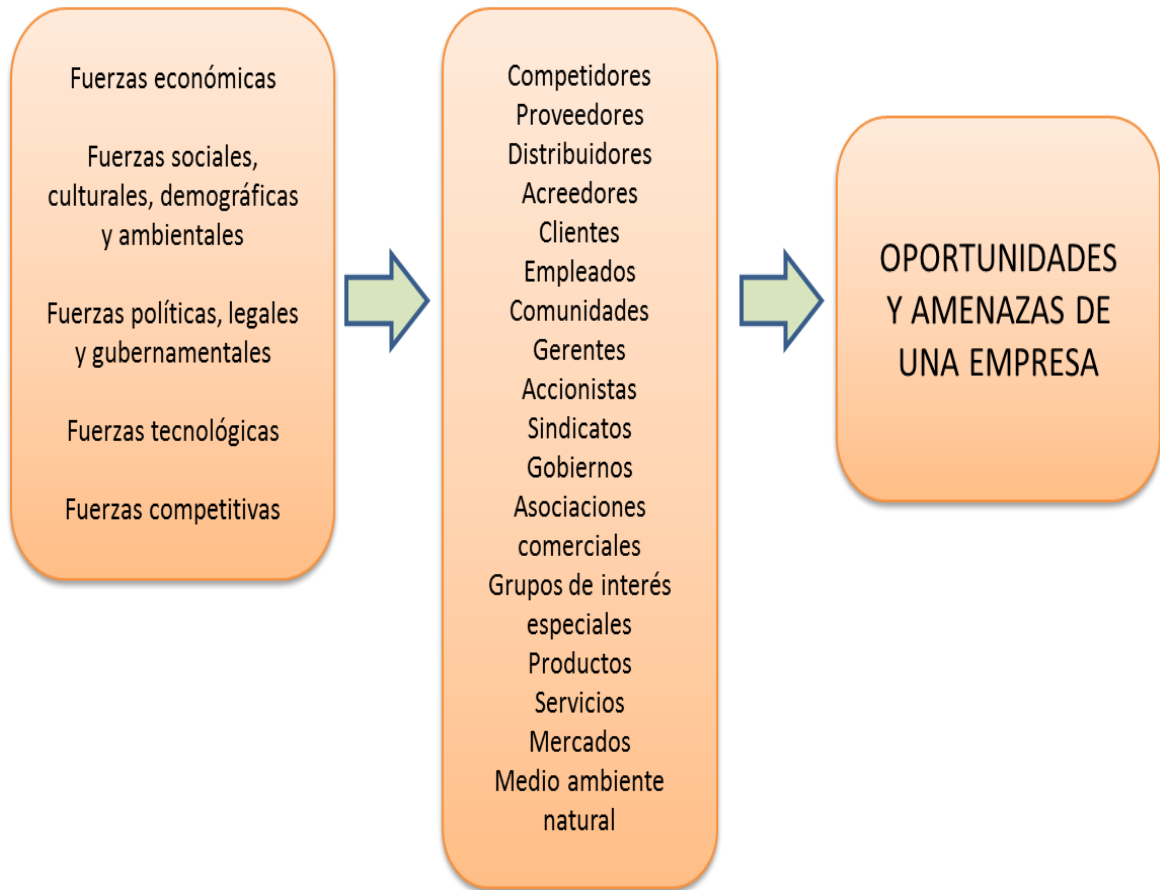 Fuerzas económicas
Fuerzas sociales,
culturales, demográficas
y ambientales
Fuerzas políticas, legales
y gubernamentales
Fuerzas tecnológicas
Fuerzas competitivas
Competidores
Proveedores
Distribuidores
Acreedores
Clientes
Empleados
Comunidades
Gerentes
Accionistas
Sindicatos
Gobiernos
Asociaciones
comerciales
Grupos de interés
especiales
Productos
Servicios
Mercados
Medio ambiente
natural
OPORTUNIDADES
Y AMENAZAS DE
UNA EMPRESA